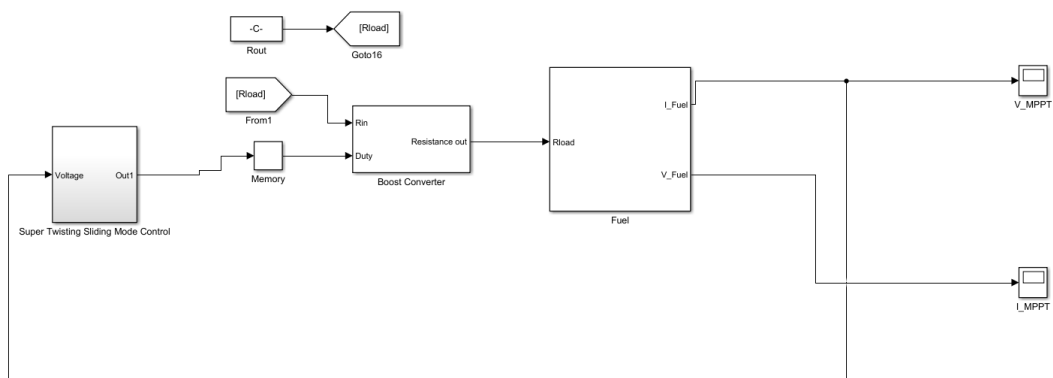 -C-
Rout
[Rload]
Goto16
[Rload]
From1
Rin
Duty
Resistance out
Boost Converter
Memory
Voltage
Out1
Super Twisting Sliding Mode Control
Rload
I_Fuel
V_Fuel
Fuel
V_MPPT
I_MPPT